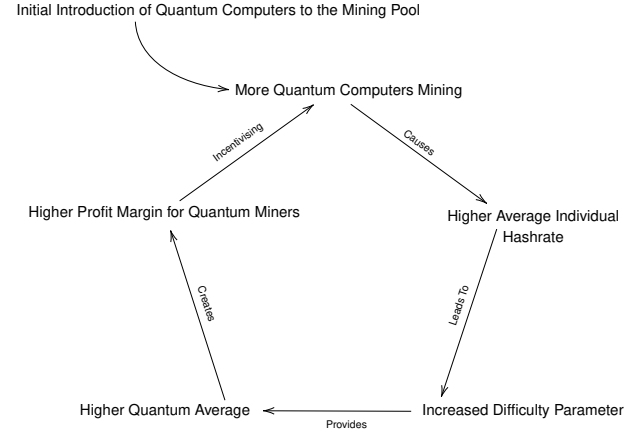 Initial Introduction of Quantum Computers to the Mining Pool
More Quantum Computers Mining
Incentivising
Causes
Higher Profit Margin for Quantum Miners
Higher Average Individual
Hashrate
Creates
Leads To
Higher Quantum Average
Provides
Increased Difficulty Parameter